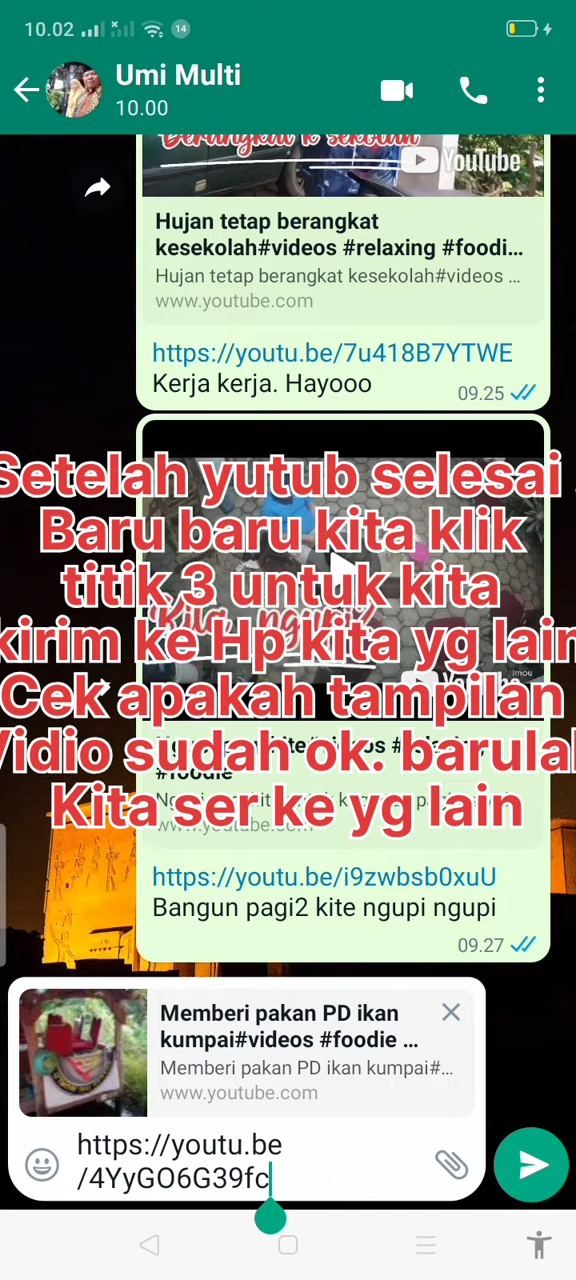 10.02
14
Umi Multi
10.00
Berangkat k sekolah
YouTube
Hujan tetap berangkat
kesekolah#videos #relaxing #foodi...
Hujan tetap berangkat kesekolah#videos ...
www.youtube.com
https://youtu.be/7u418B7YTWE
Kerja kerja. Hayooo
09.25
Setelah yutub selesai .
Baru baru kita klik
titik 3 untuk kita
kirim ke Hp kita yg lain
Cek apakah tampilan
Vidio sudah ok. barulah
Kita ser ke yg lain
Kita ngupi2
imou
#foodie
www.youtube.com
https://youtu.be/i9zwbsb0xuU
Bangun pagi2 kite ngupi ngupi
09.27
Memberi pakan PD ikan
kumpai#videos #foodie ...
Memberi pakan PD ikan kumpai#...
www.youtube.com
https://youtu.be
/4YyGO6G39fc